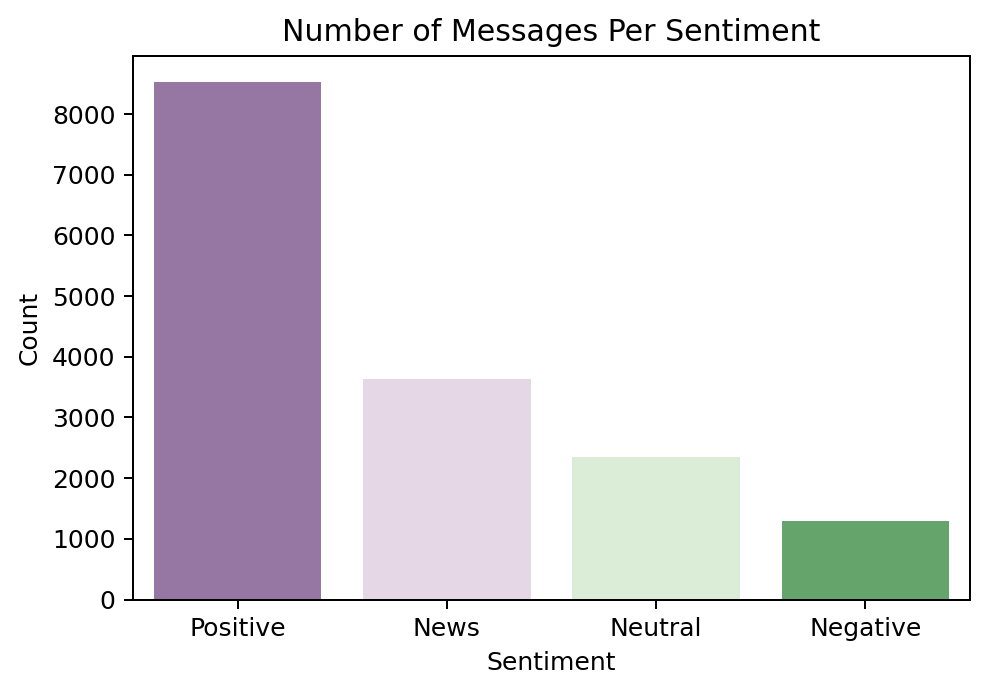 Number of Messages Per Sentiment
Count
8000
7000
6000
5000
4000
3000
2000
1000
0
Positive News Neutral Negative
Sentiment